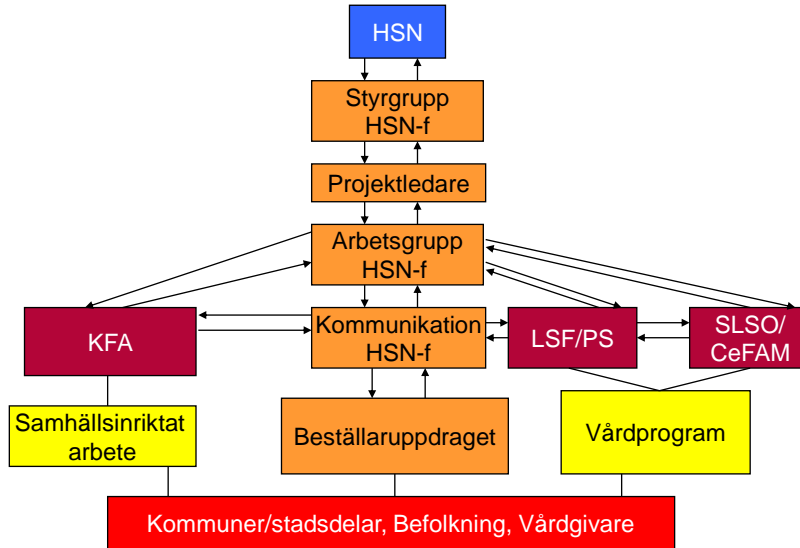 HSN
Styrgrupp
HSN-f
Projektledare
Arbetsgrupp
HSN-f
KFA
Kommunikation
HSN-f
LSF/PS
SLSO/
CeFAM
Samhällsinriktat
arbete
Beställaruppdraget
Vårdprogram
Kommuner/stadsdelar, Befolkning, Vårdgivare